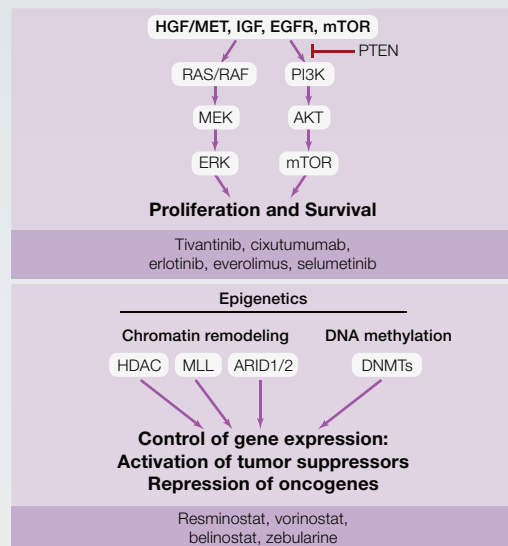 HGF/MET, IGF, EGFR, mTOR
PTEN
RAS/RAF PI3K
MEK AKT
ERK mTOR
Proliferation and Survival
Tivantinib, cixutumumab,
erlotinib, everolimus, selumetinib
Epigenetics
Chromatin remodeling DNA methylation
HDAC MLL ARID1/2 DNMTs
Control of gene expression:
Activation of tumor suppressors
Repression of oncogenes
Resminostat, vorinostat,
belinostat, zebularine